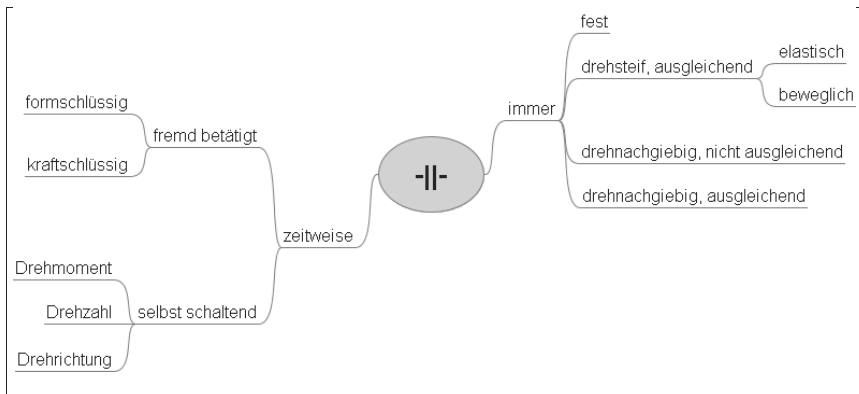 fest
elastisch
drehsteif, ausgleichend
beweglich
immer
formschlüssig
fremd betätigt
kraftschlüssig
drehnachgiebig, nicht ausgleichend
-||-
drehnachgiebig, ausgleichend
zeitweise
Drehmoment
Drehzahl
selbst schaltend
Drehrichtung